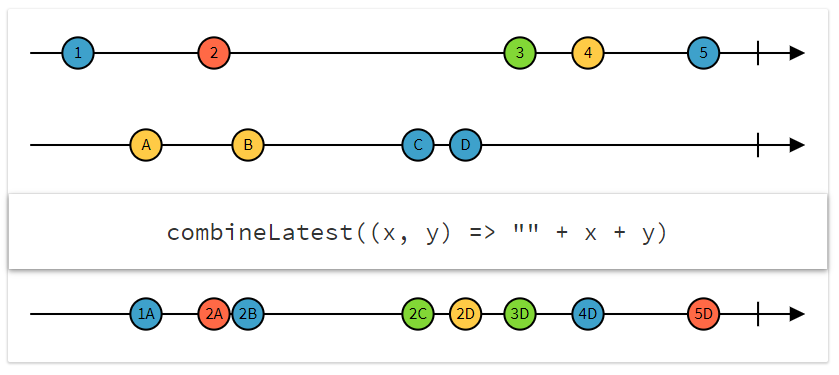 1 2 3 4 5
A B C D
combineLatest((x, y) => "" + x + y)
1A 2A 2B 2C 2D 3D 4D 5D